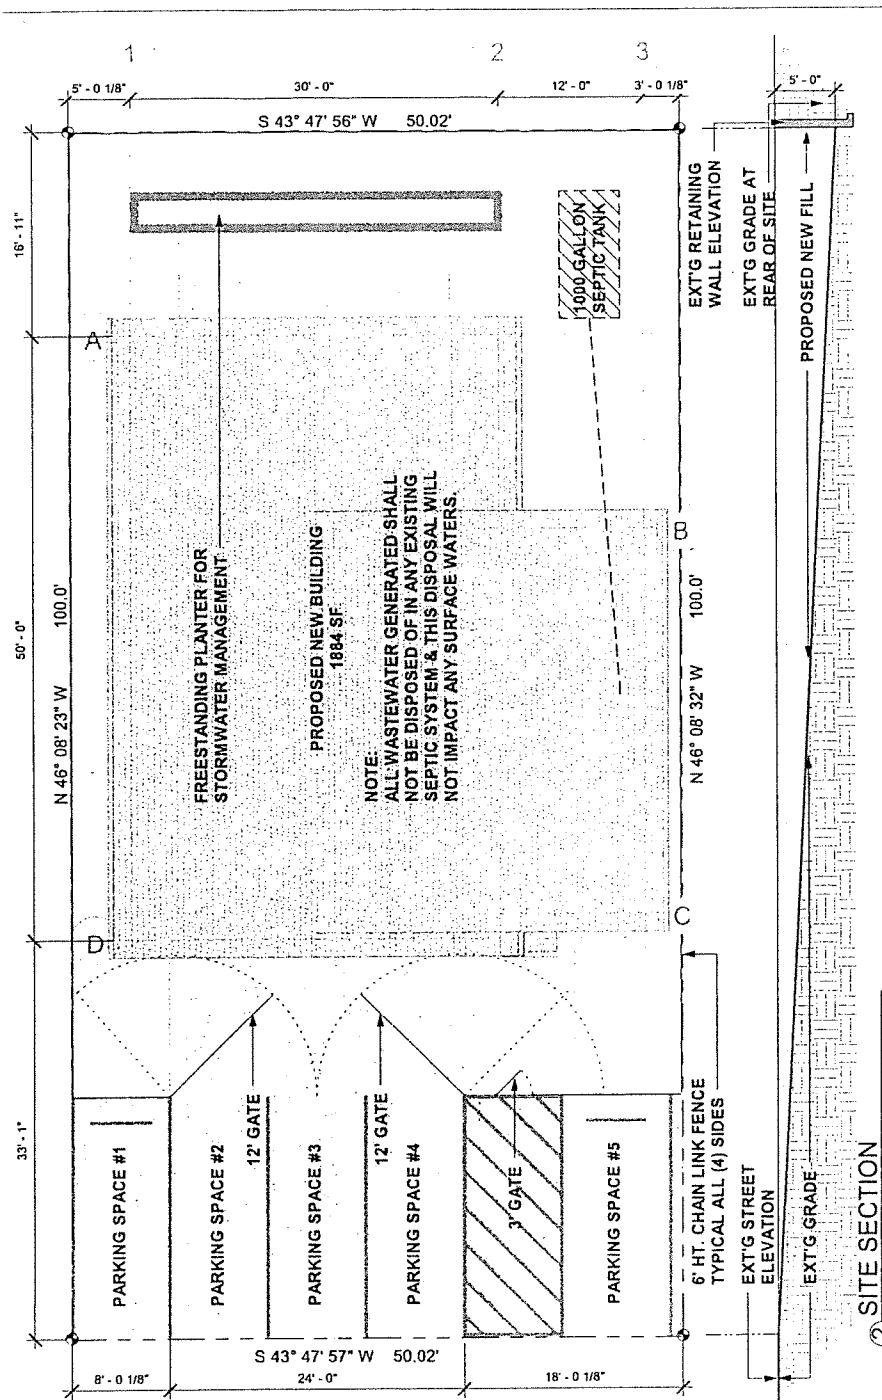 1
2
3
5' - 0 1/8"
30' - 0"
12' - 0"
3' - 0 1/8"
5' - 0"
S 43° 47' 56" W 50.02'
16' - 11"
50' - 0"
33' - 1"
A
B
C
D
N 46° 08' 23" W 100.0'
N 46° 08' 32" W 100.0'
FREESTANDING PLANTER FOR
STORMWATER MANAGEMENT
1000 GALLON
SEPTIC TANK
PROPOSED NEW BUILDING
1884 SF
NOTE:
ALL WASTEWATER GENERATED SHALL
NOT BE DISPOSED OF IN ANY EXISTING
SEPTIC SYSTEM & THIS DISPOSAL WILL
NOT IMPACT ANY SURFACE WATERS.
EXT'G RETAINING
WALL ELEVATION
EXT'G GRADE AT
REAR OF SITE
PROPOSED NEW FILL
12' GATE
12' GATE
3' GATE
PARKING SPACE #1
PARKING SPACE #2
PARKING SPACE #3
PARKING SPACE #4
PARKING SPACE #5
6' HT. CHAIN LINK FENCE
TYPICAL ALL (4) SIDES
EXT'G STREET
ELEVATION
EXT'G GRADE
S 43° 47' 57" W 50.02'
8' - 0 1/8"
24' - 0"
18' - 0 1/8"
SITE SECTION